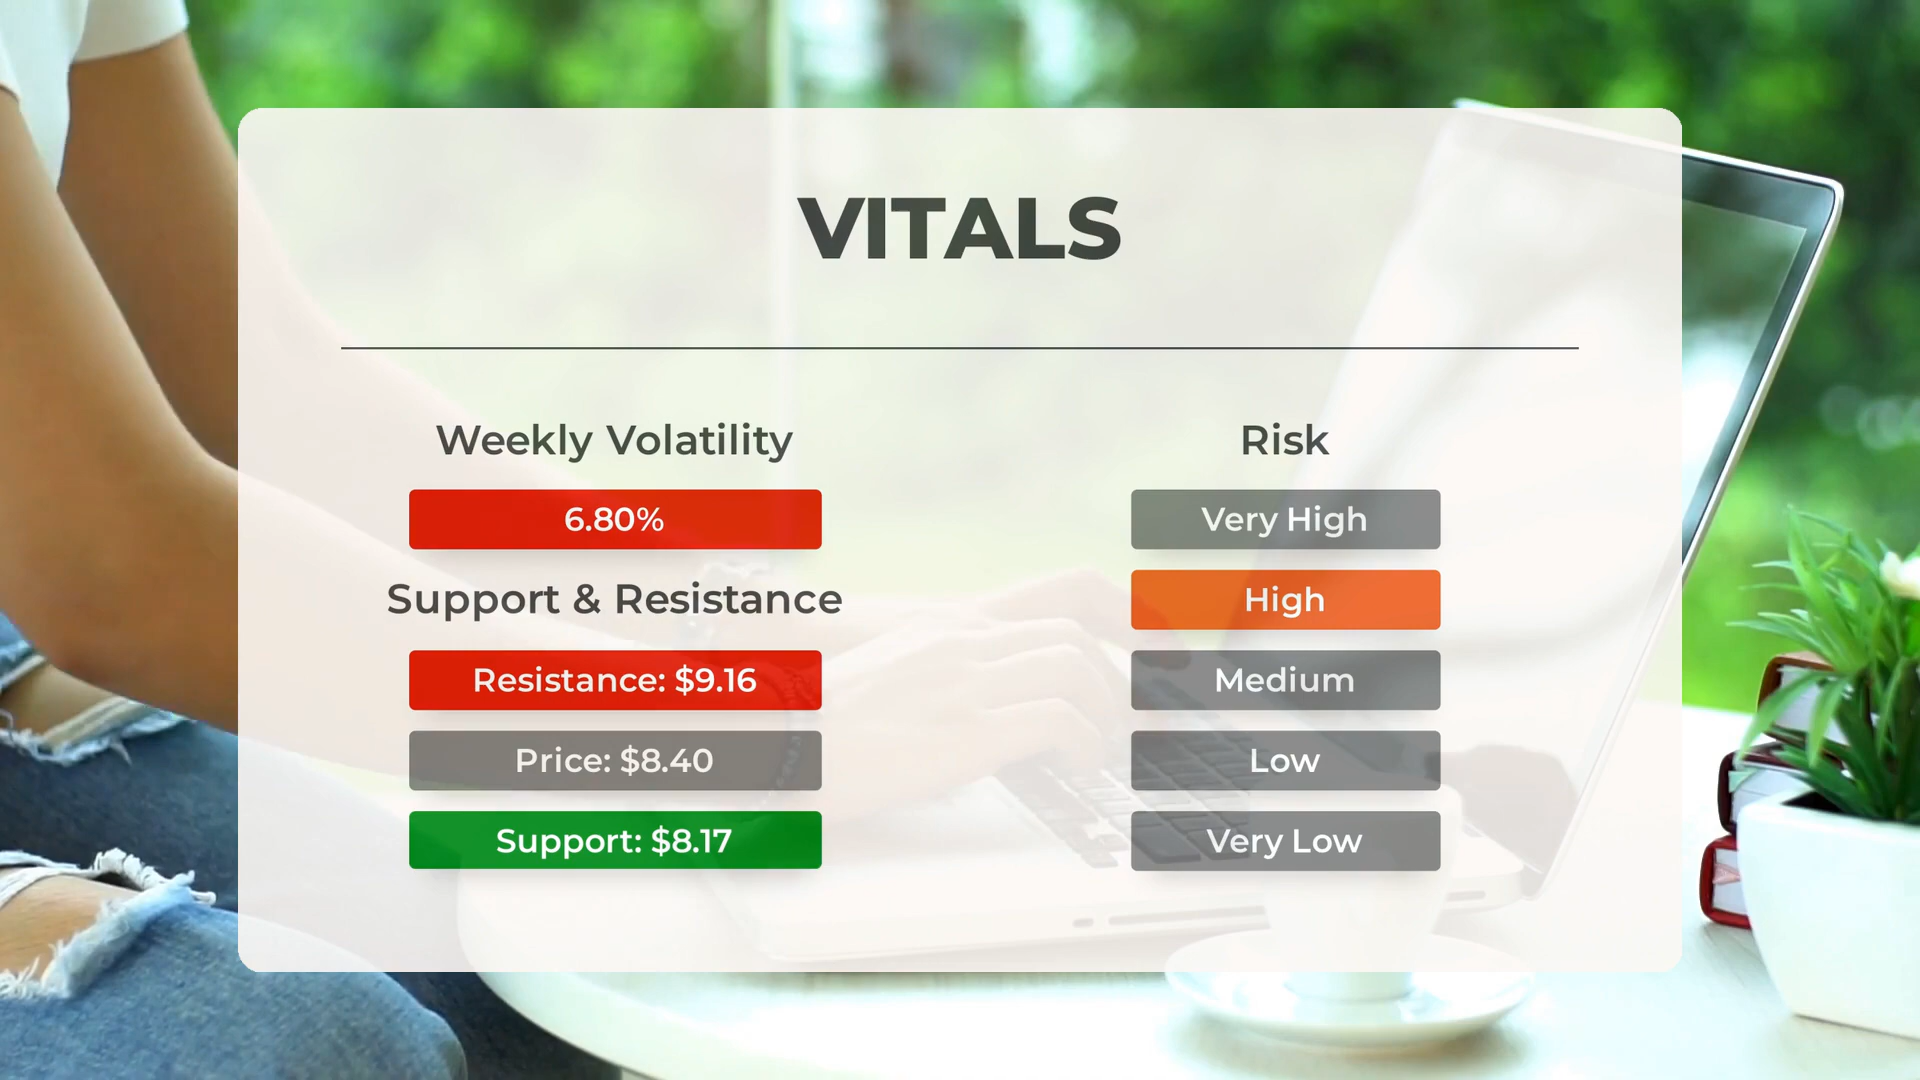 VITALS
Weekly Volatility
6.80%
Support & Resistance
Resistance: $9.16
Price: $8.40
Support: $8.17
Risk
Very High
High
Medium
Low
Very Low